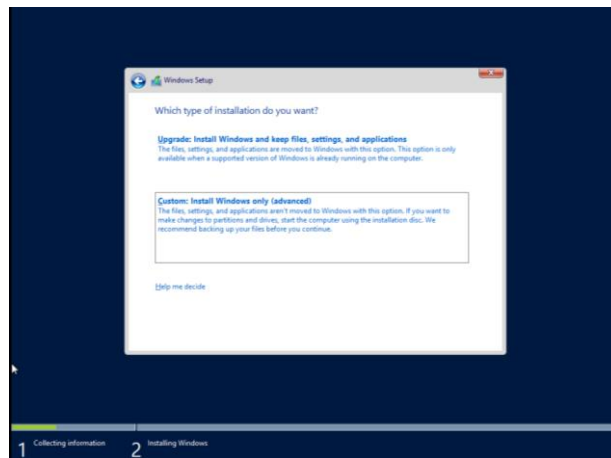 Windows Setup
Which type of installation do you want?
Upgrade: Install Windows and keep files, settings, and applications
The files, settings, and applications are moved to Windows with this option. This option is only
available when a supported version of Windows is already running on the computer.
Custom: Install Windows only (advanced)
The files, settings, and applications aren't moved to Windows with this option. If you want to
make changes to partitions and drives, start the computer using the installation disc. We
recommend backing up your files before you continue.
Help me decide
1 Collecting information 2 Installing Windows